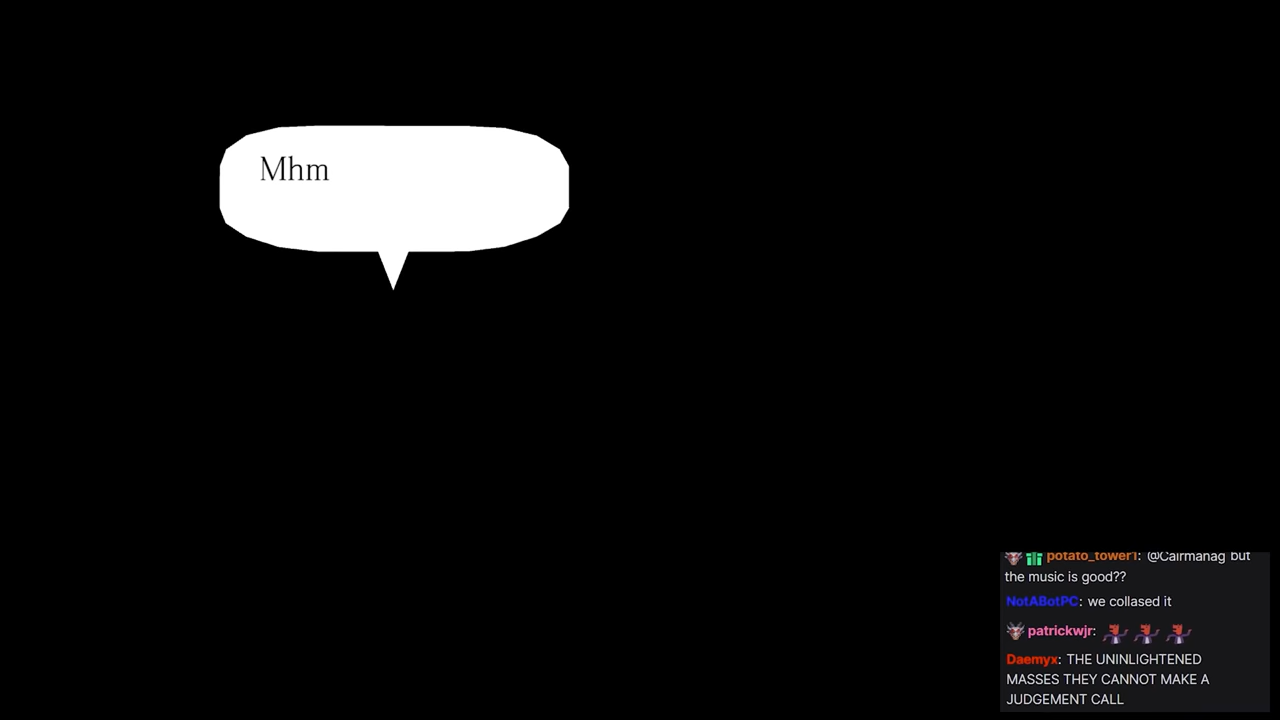 Mhm
potato_tower1: @Cairmanag but
the music is good??
NotABotPC: we collased it
patrickwjr:
Daemyx: THE UNINLIGHTENED
MASSES THEY CANNOT MAKE A
JUDGEMENT CALL